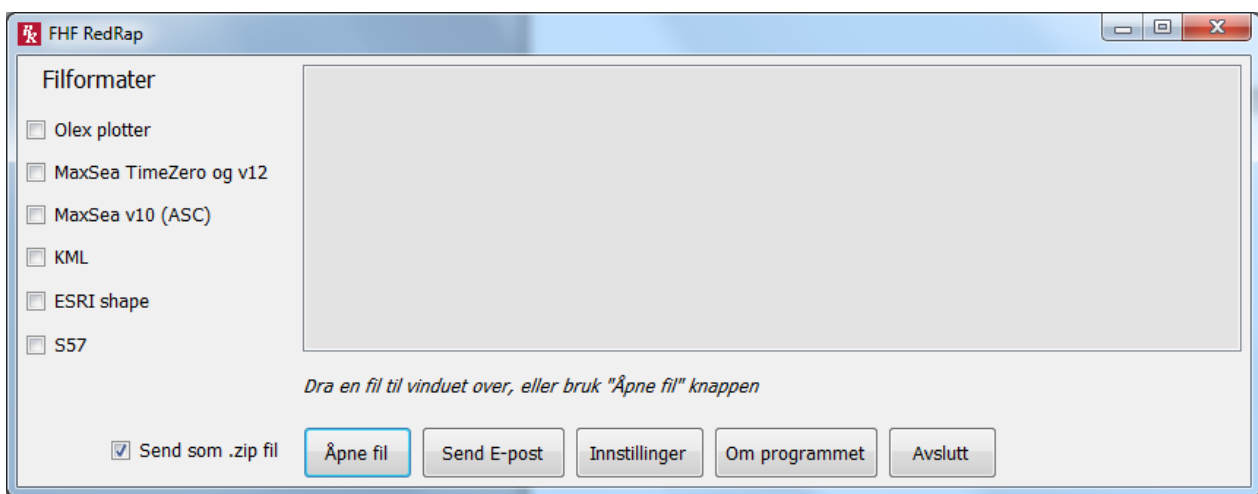 FHF RedRap
Filformater
Olex plotter
MaxSea TimeZero og v12
MaxSea v10 (ASC)
KML
ESRI shape
S57
Dra en fil til vinduet over, eller bruk "Åpne fil" knappen
Send som .zip fil
Åpne fil
Send E-post
Innstillinger
Om programmet
Avslutt